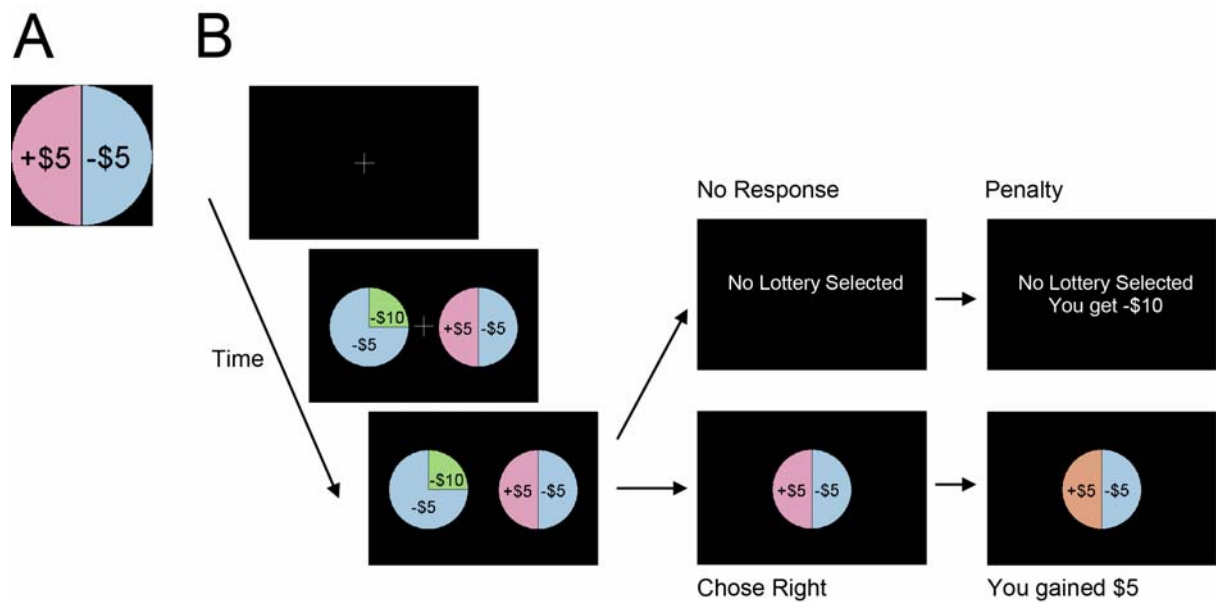 A
B
+$5 -$5
-$10
-$5
+$5 -$5
Time
-$10
-$5
+$5 -$5
No Response
Penalty
No Lottery Selected
No Lottery Selected
You get -$10
+$5 -$5
+$5 -$5
Chose Right
You gained $5